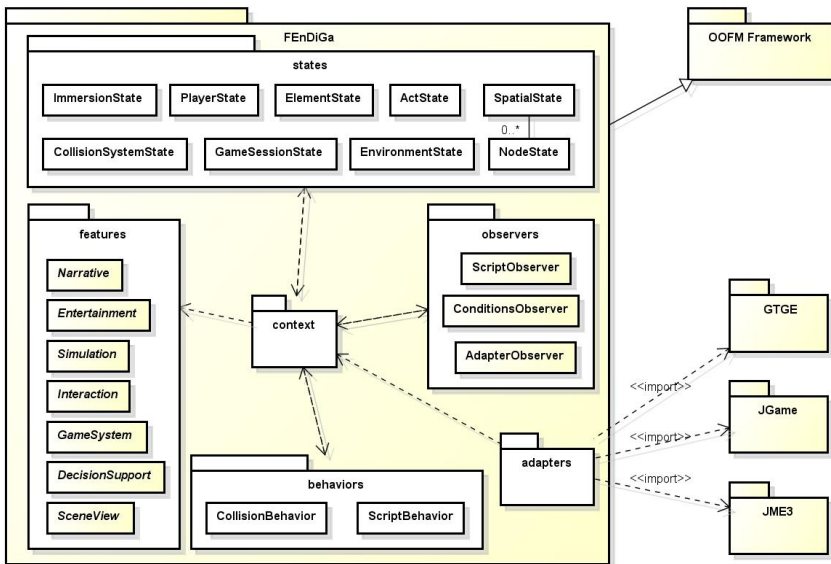 FEnDiGa
OOFM Framework
states
ImmersionState
PlayerState
ElementState
ActState
SpatialState
0..*
CollisionSystemState
GameSessionState
EnvironmentState
NodeState
features
Narrative
Entertainment
Simulation
Interaction
GameSystem
DecisionSupport
SceneView
context
observers
ScriptObserver
ConditionsObserver
AdapterObserver
behaviors
CollisionBehavior
ScriptBehavior
adapters
<<import>>
<<import>>
<<import>>
GTGE
JGame
JME3